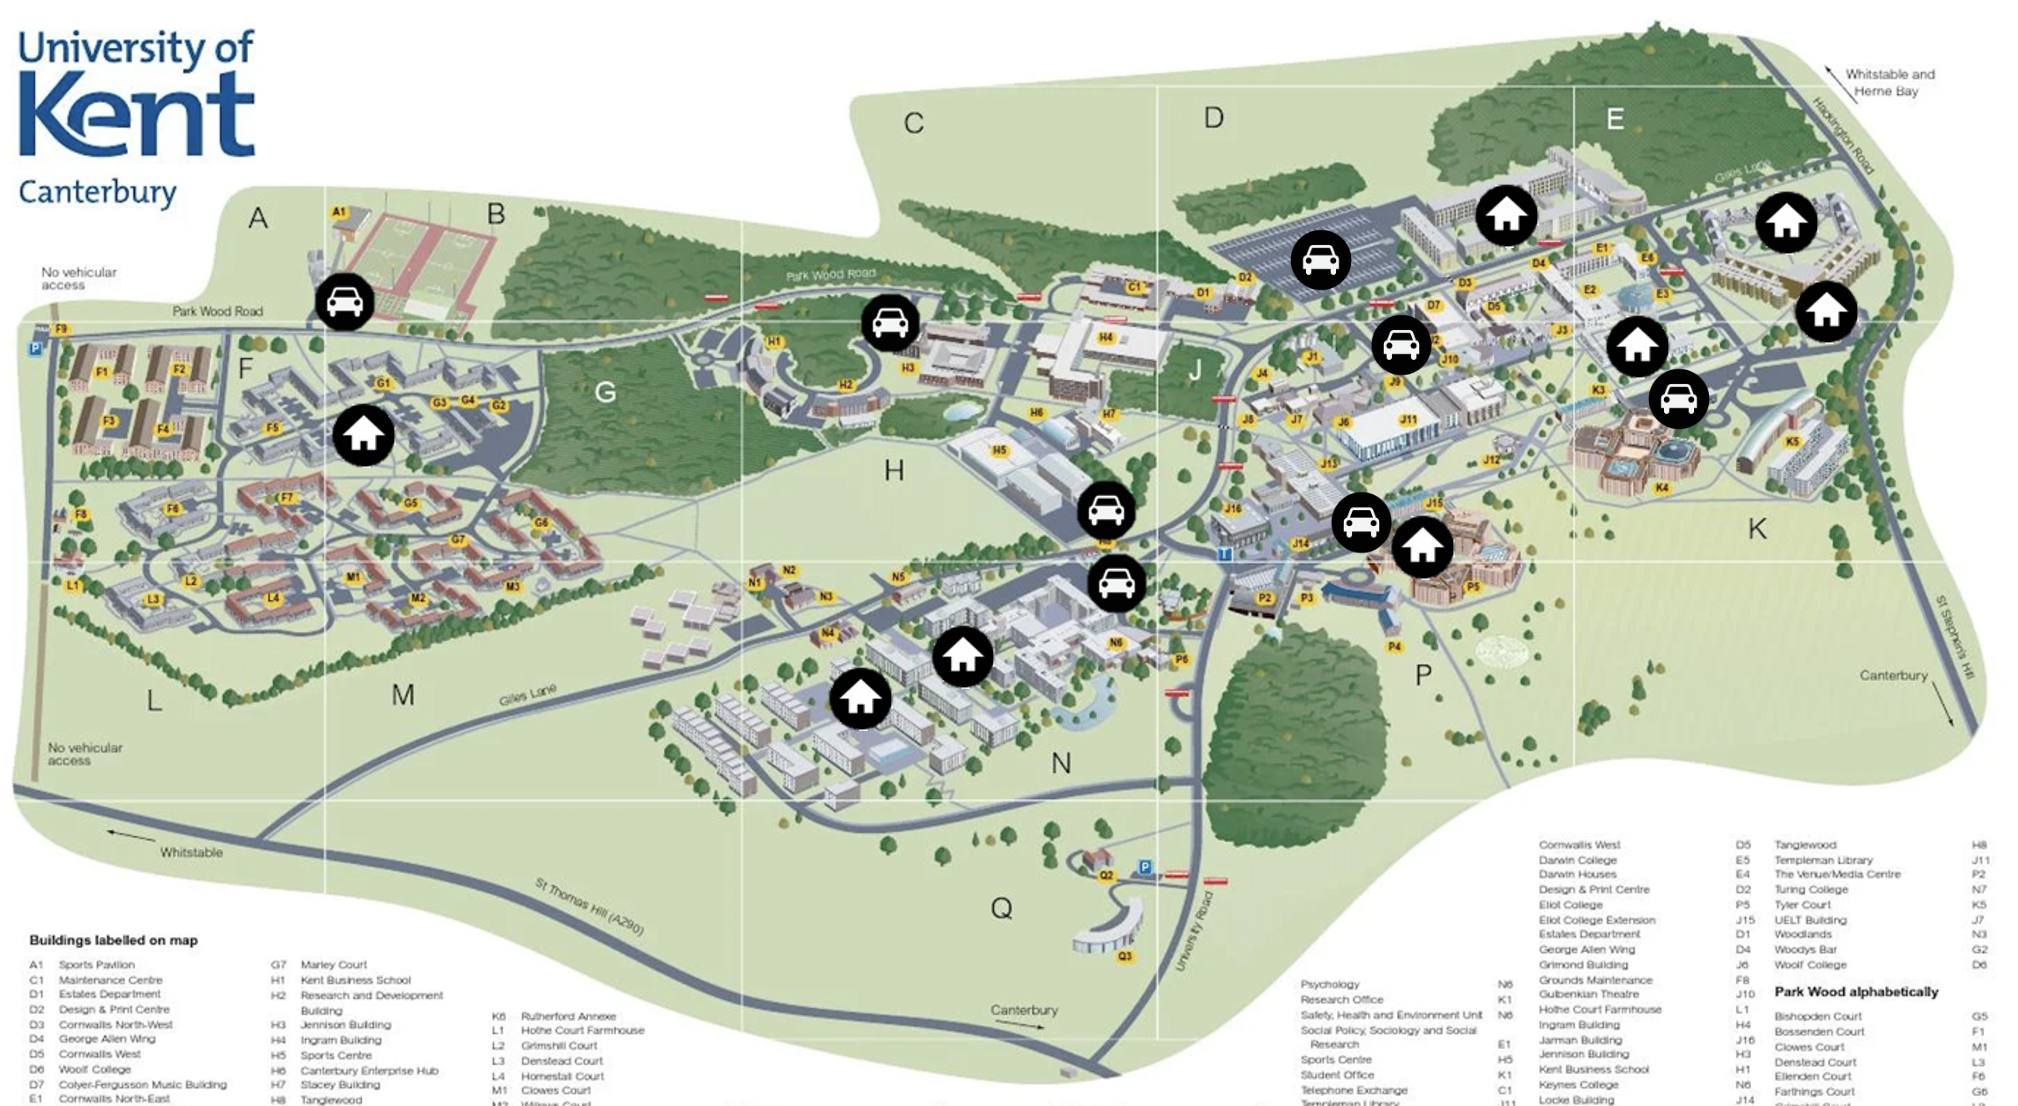 University of
Kent
Canterbury
Whitstable and
Herne Bay
Hackington Road
Giles Lane
A
B
C
D
E
No vehicular
access
Park Wood Road
Park Wood Road
A1
C1
D1
D2
D3
D4
D5
D7
E1
E2
E3
E6
F9
P
F
G
H
J
K
F1
F2
F3
F4
F5
F6
F7
F8
G1
G2
G3
G4
G5
G6
G7
H1
H2
H3
H4
H5
H6
H7
J1
J3
J4
J6
J7
J8
J9
J10
J11
J12
J13
J14
J15
J16
K3
K4
K5
T
L1
L2
L3
L4
M1
M2
M3
N1
N2
N3
N4
N5
N6
P2
P3
P4
P5
P6
L
M
N
P
Giles Lane
St Stephen's Hill
Canterbury
No vehicular
access
Whitstable
St Thomas Hill (A290)
Q
Q2
Q3
P
University Road
Canterbury
Buildings labelled on map
A1 Sports Pavilion
C1 Maintenance Centre
D1 Estates Department
D2 Design & Print Centre
D3 Cornwallis North-West
D4 George Allen Wing
D5 Cornwallis West
D6 Woolf College
D7 Colyer-Fergusson Music Building
E1 Cornwallis North-East
G7 Marley Court
H1 Kent Business School
H2 Research and Development
Building
H3 Jennison Building
H4 Ingram Building
H5 Sports Centre
H6 Canterbury Enterprise Hub
H7 Stacey Building
H8 Tanglewood
K6 Rutherford Annexe
L1 Hothe Court Farmhouse
L2 Grimshill Court
L3 Denstead Court
L4 Homestall Court
M1 Clowes Court
M2 Willows Court
Psychology N6
Research Office K1
Safety, Health and Environment Unit N6
Social Policy, Sociology and Social
Research E1
Sports Centre H5
Student Office K1
Telephone Exchange C1
Templeman Library J11
Cornwallis West D5
Darwin College E5
Darwin Houses E4
Design & Print Centre D2
Eliot College P5
Eliot College Extension J15
Estates Department D1
George Allen Wing D4
Grimond Building J6
Grounds Maintenance F8
Gulbenkian Theatre J10
Hothe Court Farmhouse L1
Ingram Building H4
Jarman Building J16
Jennison Building H3
Kent Business School H1
Keynes College N6
Locke Building J14
Tanglewood H8
Templeman Library J11
The Venue/Media Centre P2
Turing College N7
Tyler Court K5
UELT Building J7
Woodlands N3
Woodys Bar G2
Woolf College D6
Park Wood alphabetically
Bishopden Court G5
Bossenden Court F1
Clowes Court M1
Denstead Court L3
Ellenden Court F6
Farthings Court G6